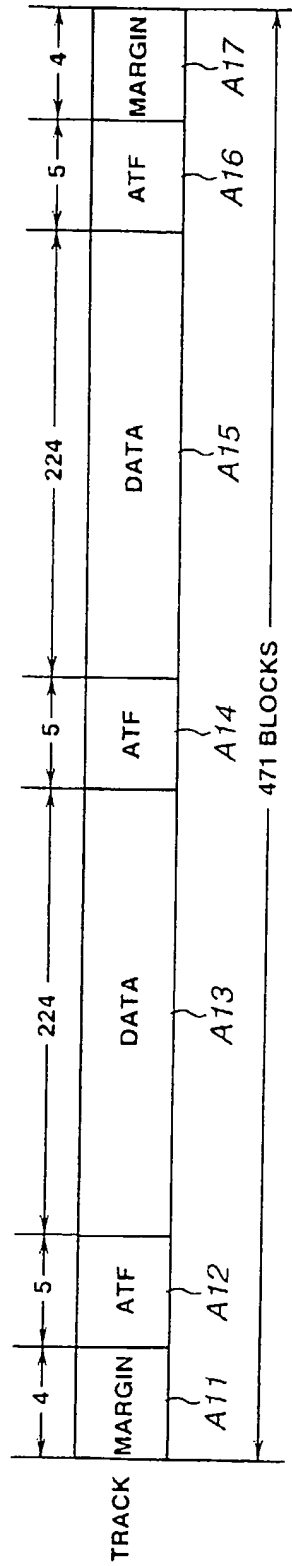 4 5 224 5 224 5 4
TRACK MARGIN ATF DATA ATF DATA ATF MARGIN
A11 A12 A13 A14 A15 A16 A17
471 BLOCKS